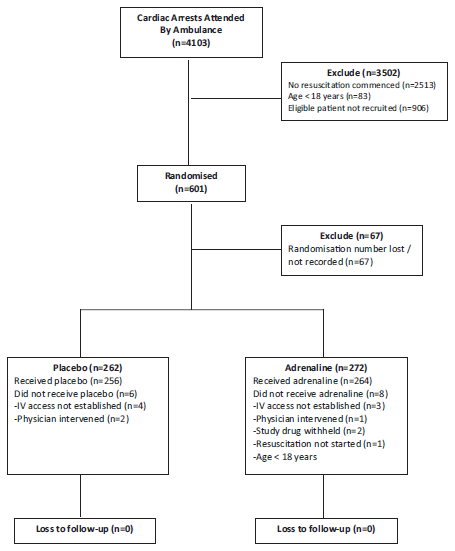 Cardiac Arrests Attended
By Ambulance
(n=4103)
Exclude (n=3502)
No resuscitation commenced (n=2513)
Age < 18 years (n=83)
Eligible patient not recruited (n=906)
Randomised
(n=601)
Exclude (n=67)
Randomisation number lost /
not recorded (n=67)
Placebo (n=262)
Received placebo (n=256)
Did not receive placebo (n=6)
-IV access not established (n=4)
-Physician intervened (n=2)
Adrenaline (n=272)
Received adrenaline (n=264)
Did not receive adrenaline (n=8)
-IV access not established (n=3)
-Physician intervened (n=1)
-Study drug withheld (n=2)
-Resuscitation not started (n=1)
-Age < 18 years
Loss to follow-up (n=0)
Loss to follow-up (n=0)